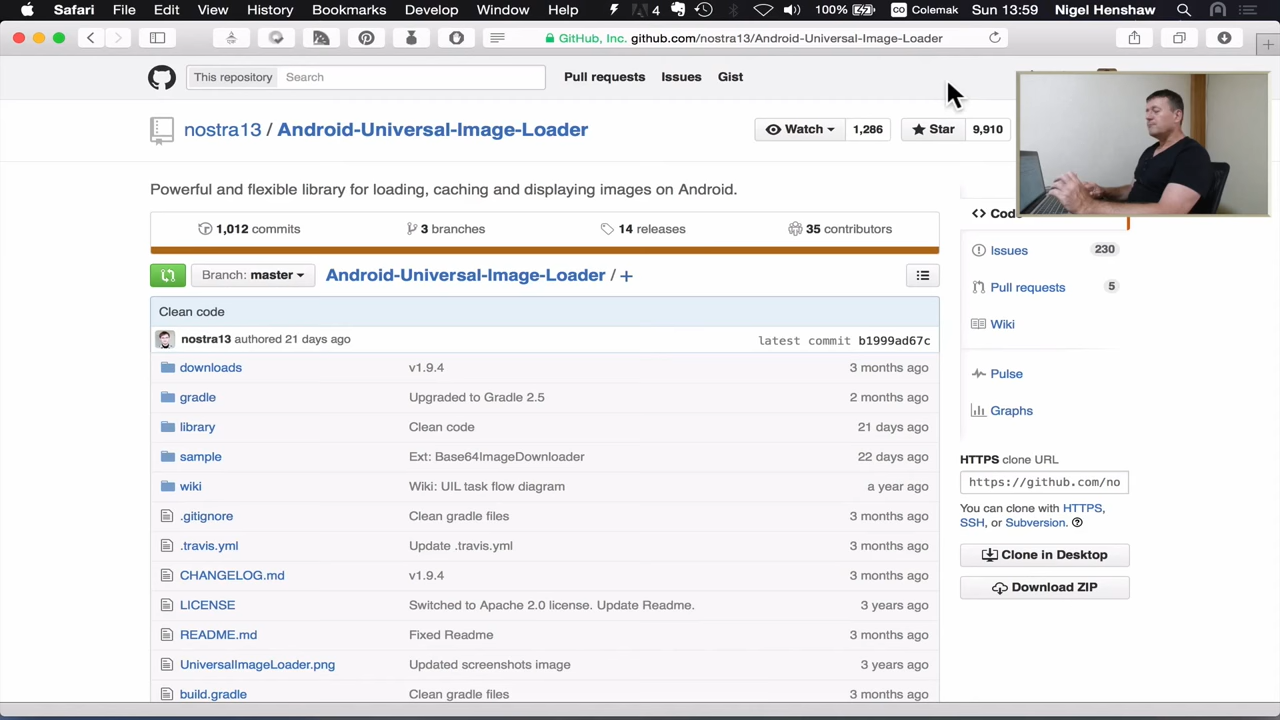 Safari File Edit View History Bookmarks Develop Window Help 4 100% CO Colemak Sun 13:59 Nigel Henshaw
GitHub, Inc. github.com/nostra13/Android-Universal-Image-Loader
This repository Search Pull requests Issues Gist
nostra13 / Android-Universal-Image-Loader Watch 1,286 Star 9,910
Powerful and flexible library for loading, caching and displaying images on Android.
1,012 commits 3 branches 14 releases 35 contributors
Branch: master Android-Universal-Image-Loader / +
Clean code
nostra13 authored 21 days ago latest commit b1999ad67c
downloads v1.9.4 3 months ago
gradle Upgraded to Gradle 2.5 2 months ago
library Clean code 21 days ago
sample Ext: Base64ImageDownloader 22 days ago
wiki Wiki: UIL task flow diagram a year ago
.gitignore Clean gradle files 3 months ago
.travis.yml Update .travis.yml 3 months ago
CHANGELOG.md v1.9.4 3 months ago
LICENSE Switched to Apache 2.0 license. Update Readme. 3 years ago
README.md Fixed Readme 3 months ago
UniversalImageLoader.png Updated screenshots image 3 years ago
build.gradle Clean gradle files 3 months ago
<> Cod
Issues 230
Pull requests 5
Wiki
Pulse
Graphs
HTTPS clone URL
https://github.com/no
You can clone with HTTPS,
SSH, or Subversion.
Clone in Desktop
Download ZIP